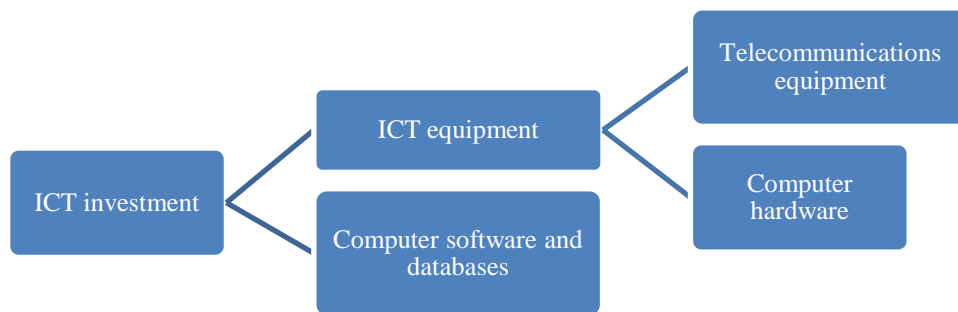 ICT investment
ICT equipment
Computer software and
databases
Telecommunications
equipment
Computer
hardware